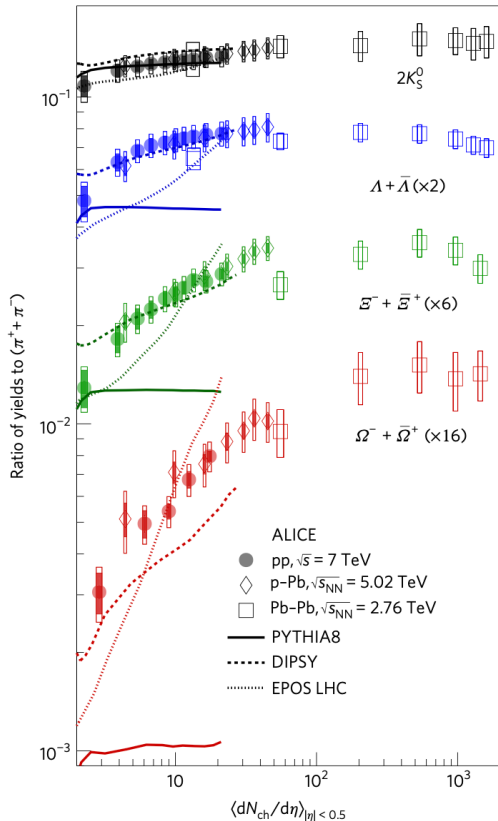 Ratio of yields to (π⁺ + π⁻)
10⁻¹
10⁻²
10⁻³
2K⁰S
Λ + Λ̅ (×2)
Ξ⁻ + Ξ̅⁺ (×6)
Ω⁻ + Ω̅⁺ (×16)
ALICE
pp, √s = 7 TeV
p–Pb, √sNN = 5.02 TeV
Pb–Pb, √sNN = 2.76 TeV
PYTHIA8
DIPSY
EPOS LHC
10 10² 10³
⟨dNch/dη⟩|η| < 0.5